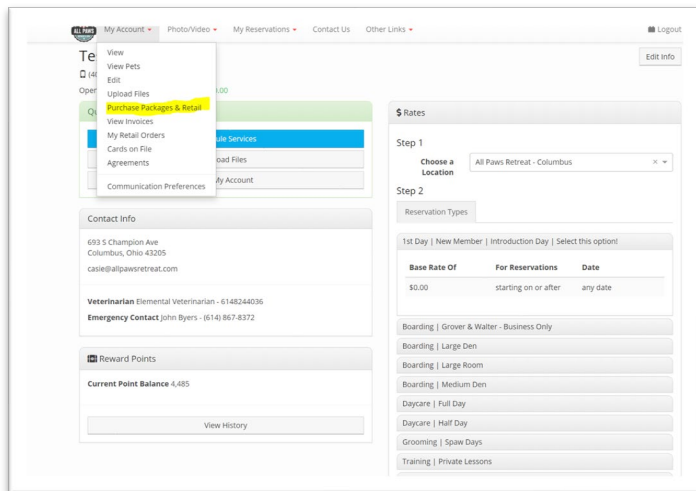 ALL PAWS
My Account
Photo/Video
My Reservations
Contact Us
Other Links
Logout
Te
Edit Info
(4
Open
.00
View
View Pets
Edit
Upload Files
Purchase Packages & Retail
View Invoices
My Retail Orders
Cards on File
Agreements
Communication Preferences
Qu
ule Services
oad Files
My Account
Contact Info
693 S Champion Ave
Columbus, Ohio 43205
casie@allpawsretreat.com
Veterinarian Elemental Veterinarian - 6148244036
Emergency Contact John Byers - (614) 867-8372
Reward Points
Current Point Balance 4,485
View History
$ Rates
Step 1
Choose a
Location
All Paws Retreat - Columbus
Step 2
Reservation Types
1st Day | New Member | Introduction Day | Select this option!
Base Rate Of For Reservations Date
$0.00 starting on or after any date
Boarding | Grover & Walter - Business Only
Boarding | Large Den
Boarding | Large Room
Boarding | Medium Den
Daycare | Full Day
Daycare | Half Day
Grooming | Spaw Days
Training | Private Lessons